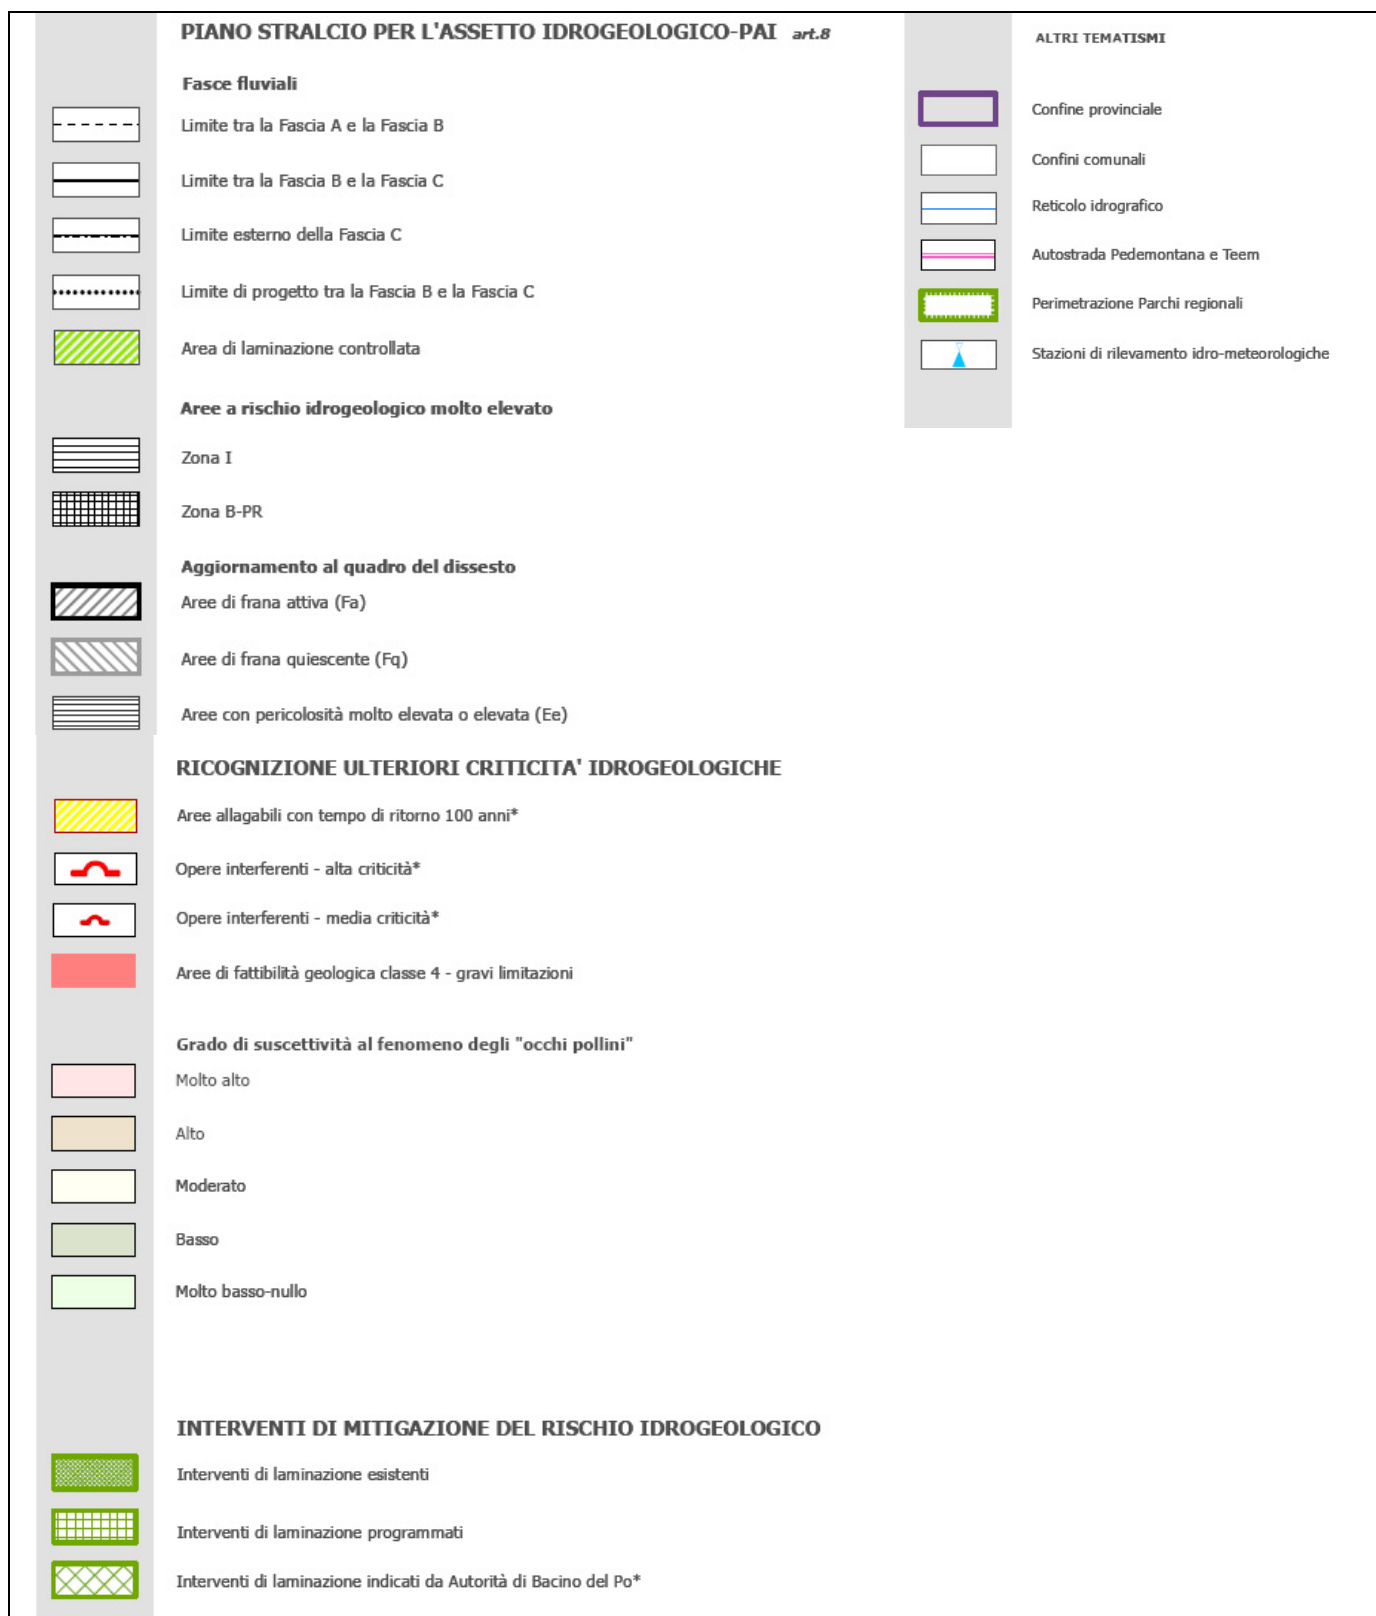 PIANO STRALCIO PER L'ASSETTO IDROGEOLOGICO-PAI art.8
Fasce fluviali
Limite tra la Fascia A e la Fascia B
Limite tra la Fascia B e la Fascia C
Limite esterno della Fascia C
Limite di progetto tra la Fascia B e la Fascia C
Area di laminazione controllata
Aree a rischio idrogeologico molto elevato
Zona I
Zona B-PR
Aggiornamento al quadro del dissesto
Aree di frana attiva (Fa)
Aree di frana quiescente (Fq)
Aree con pericolosità molto elevata o elevata (Ee)
RICOGNIZIONE ULTERIORI CRITICITA' IDROGEOLOGICHE
Aree allagabili con tempo di ritorno 100 anni*
Opere interferenti - alta criticità*
Opere interferenti - media criticità*
Aree di fattibilità geologica classe 4 - gravi limitazioni
Grado di suscettività al fenomeno degli "occhi pollini"
Molto alto
Alto
Moderato
Basso
Molto basso-nullo
INTERVENTI DI MITIGAZIONE DEL RISCHIO IDROGEOLOGICO
Interventi di laminazione esistenti
Interventi di laminazione programmati
Interventi di laminazione indicati da Autorità di Bacino del Po*
ALTRI TEMATISMI
Confine provinciale
Confini comunali
Reticolo idrografico
Autostrada Pedemontana e Teem
Perimetrazione Parchi regionali
Stazioni di rilevamento idro-meteorologiche